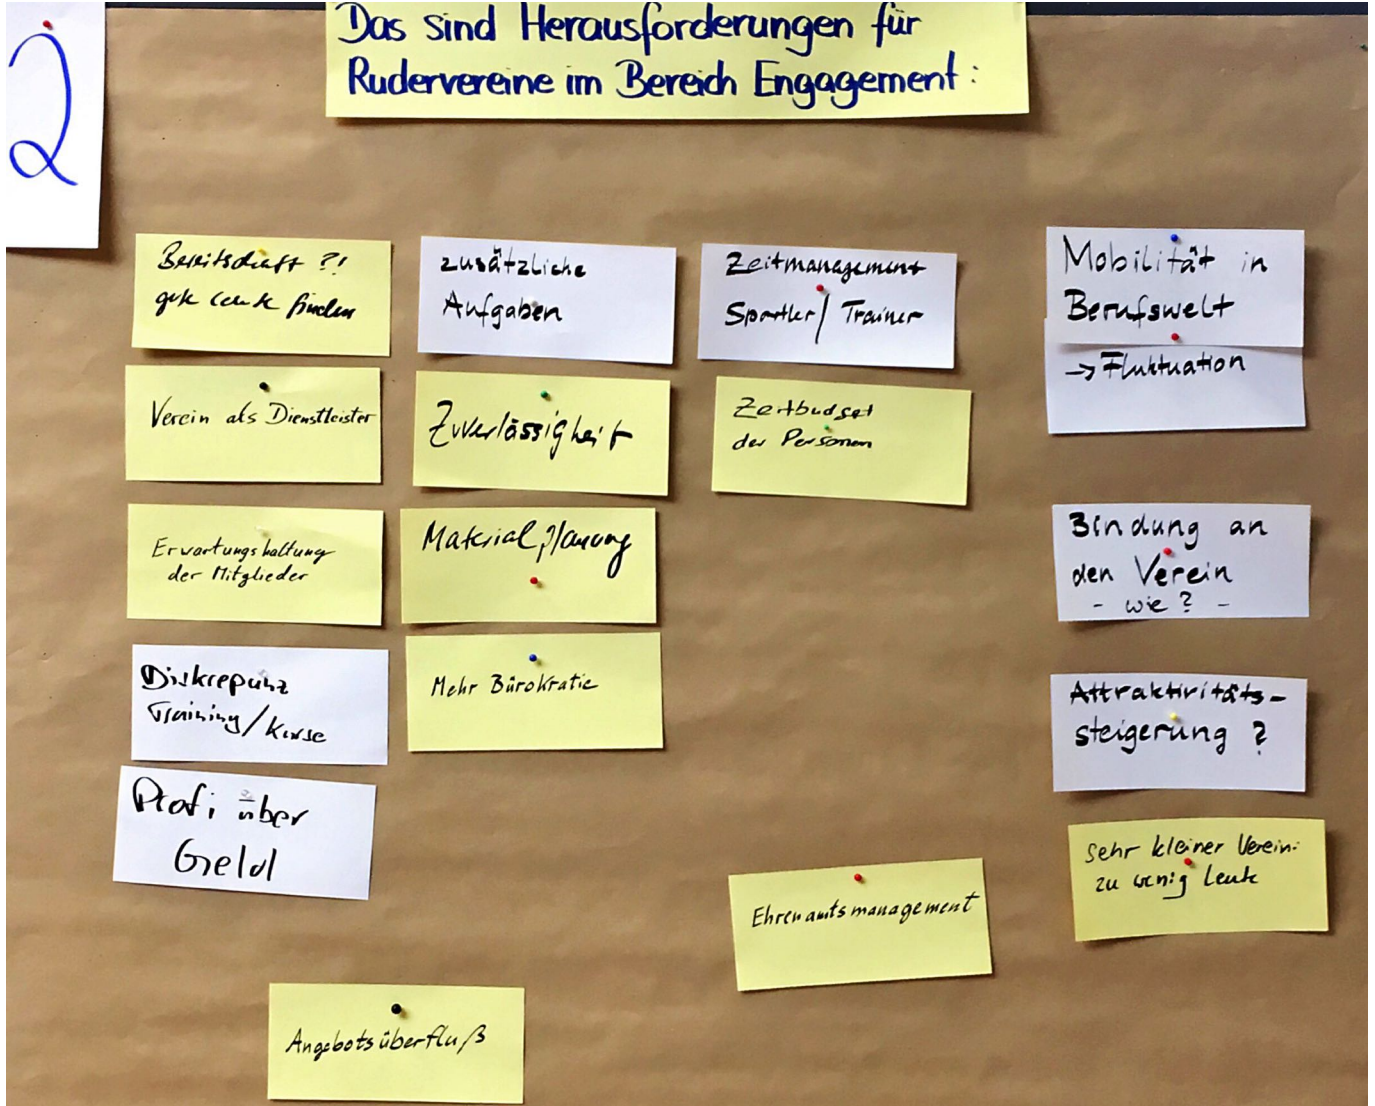 2
Das sind Herausforderungen für
Rudervereine im Bereich Engagement:
Bereitschaft ?!
gute Leute finden
Verein als Dienstleister
Erwartungshaltung
der Mitglieder
Diskrepanz
Training/Kurse
Profi über
Geld
zusätzliche
Aufgaben
Zuverlässigkeit
Materialplanung
Mehr Bürokratie
Zeitmanagement
Sportler/Trainer
Zeitbudget
der Personen
Mobilität in
Berufswelt
→ Fluktuation
Bindung an
den Verein
- wie? -
Attraktivitäts-
steigerung ?
sehr kleiner Verein:
zu wenig Leute
Ehrenamtsmanagement
Angebotsüberfluß